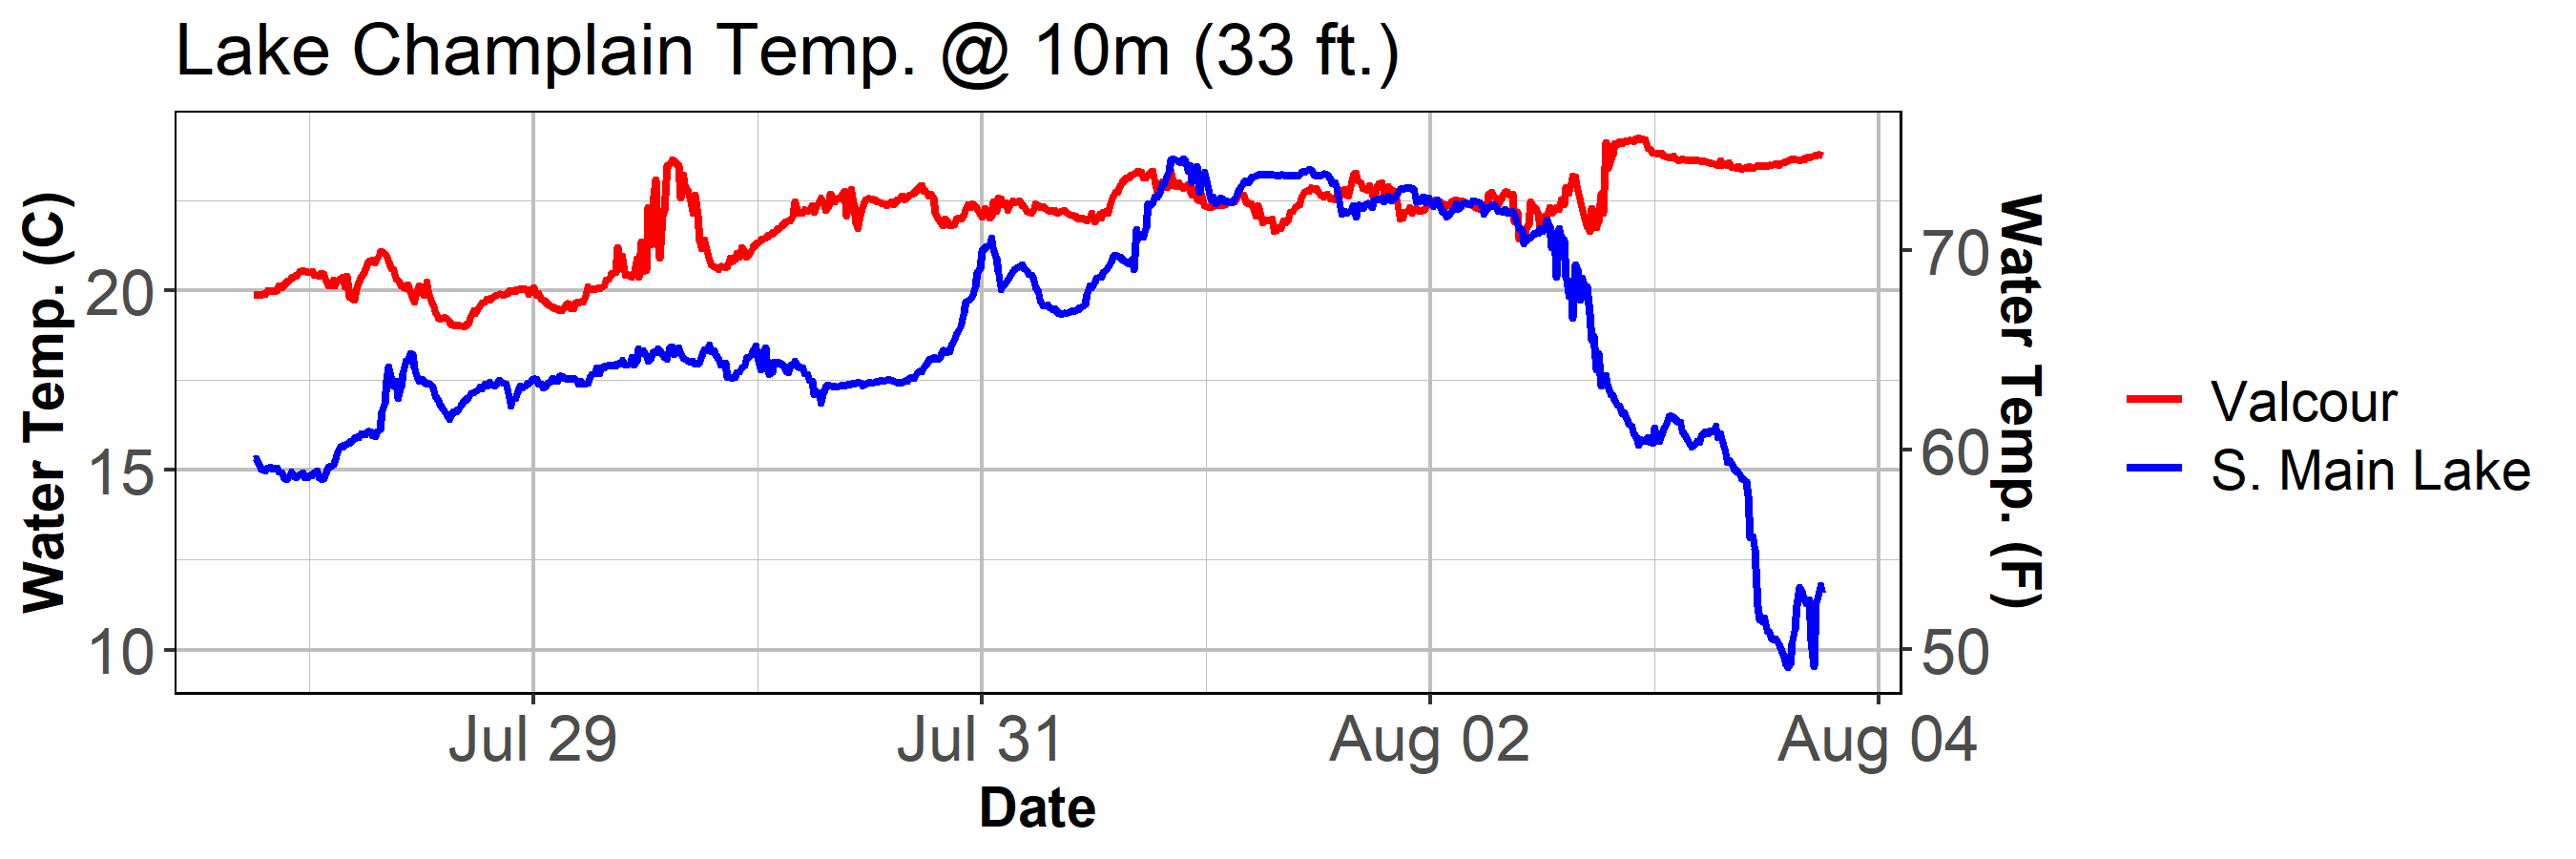 Lake Champlain Temp. @ 10m (33 ft.)
Water Temp. (C)
20
15
10
70
60
50
Water Temp. (F)
Jul 29
Jul 31
Aug 02
Aug 04
Date
Valcour
S. Main Lake